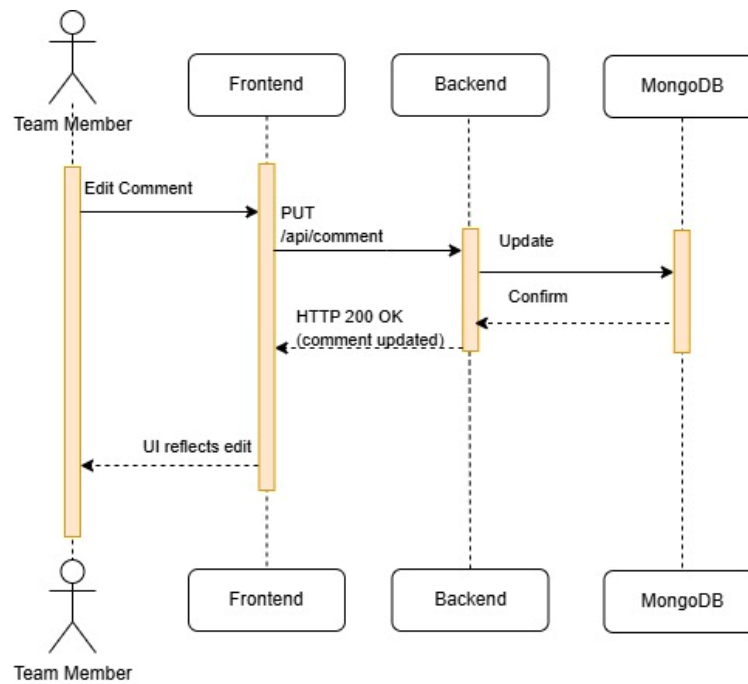 Team Member
Frontend
Backend
MongoDB
Edit Comment
PUT
/api/comment
Update
Confirm
HTTP 200 OK
(comment updated)
UI reflects edit
Frontend
Backend
MongoDB
Team Member